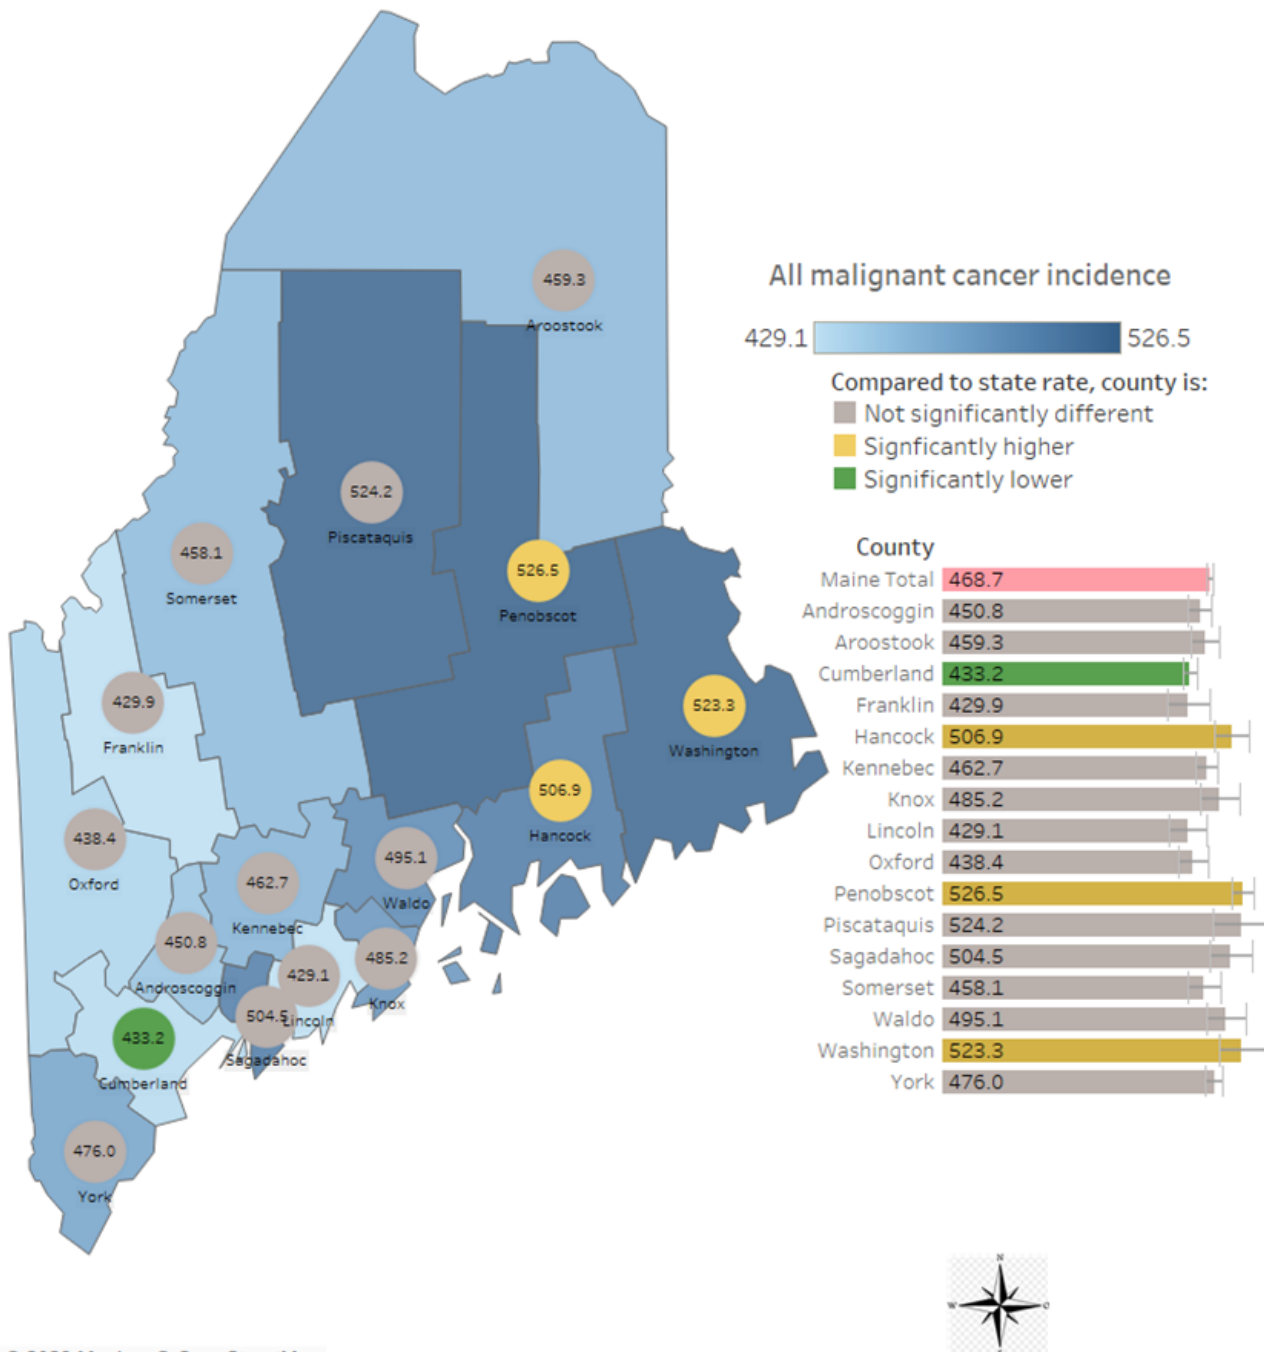 459.3
Aroostook
All malignant cancer incidence
429.1
526.5
Compared to state rate, county is:
Not significantly different
Signficantly higher
Significantly lower
524.2
Piscataquis
458.1
Somerset
526.5
Penobscot
429.9
Franklin
523.3
Washington
506.9
Hancock
438.4
Oxford
495.1
Waldo
462.7
Kennebec
450.8
Androscoggin
485.2
Knox
429.1
Lincoln
504.5
Sagadahoc
433.2
Cumberland
476.0
York
County
Maine Total 468.7
Androscoggin 450.8
Aroostook 459.3
Cumberland 433.2
Franklin 429.9
Hancock 506.9
Kennebec 462.7
Knox 485.2
Lincoln 429.1
Oxford 438.4
Penobscot 526.5
Piscataquis 524.2
Sagadahoc 504.5
Somerset 458.1
Waldo 495.1
Washington 523.3
York 476.0
N
W